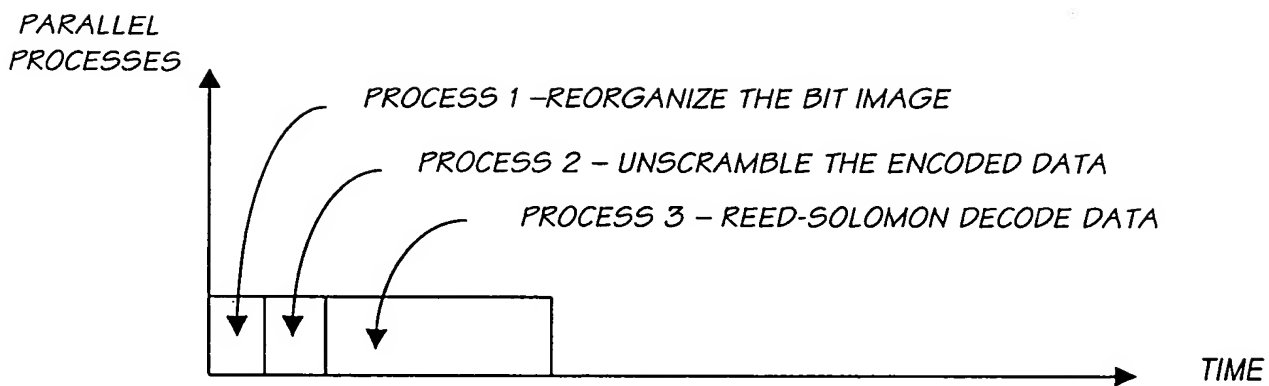 PARALLEL
PROCESSES
PROCESS 1 –REORGANIZE THE BIT IMAGE
PROCESS 2 – UNSCRAMBLE THE ENCODED DATA
PROCESS 3 – REED-SOLOMON DECODE DATA
TIME